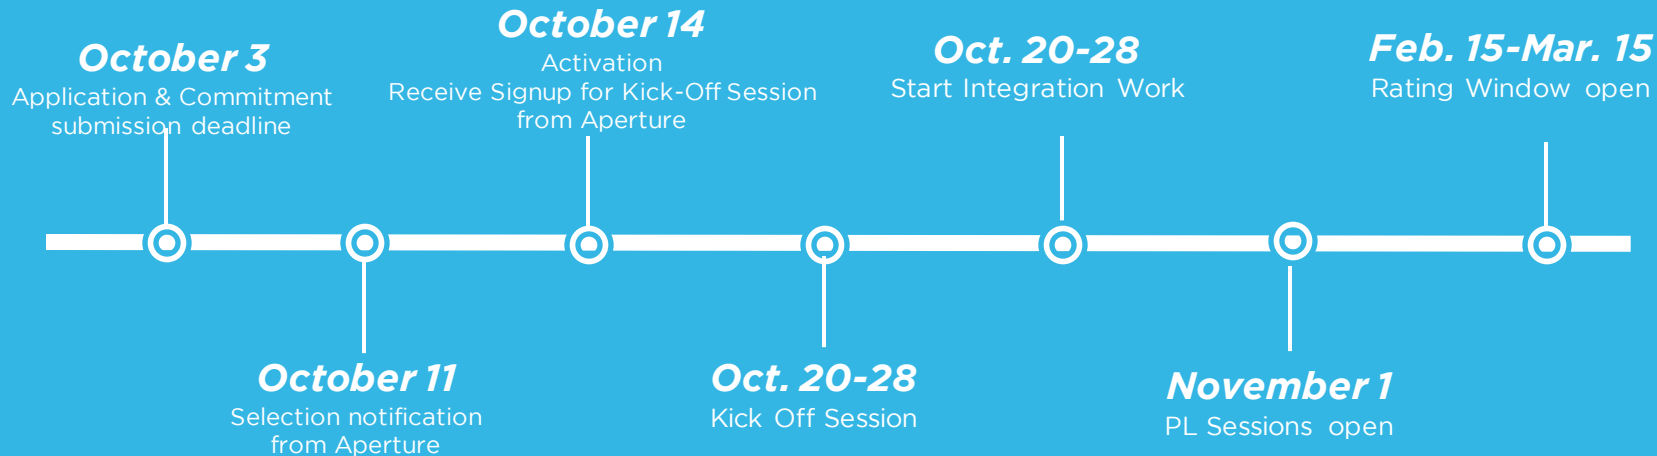 October 3
Application & Commitment
submission deadline
October 11
Selection notification
from Aperture
October 14
Activation
Receive Signup for Kick-Off Session
from Aperture
Oct. 20-28
Kick Off Session
Oct. 20-28
Start Integration Work
November 1
PL Sessions open
Feb. 15-Mar. 15
Rating Window open